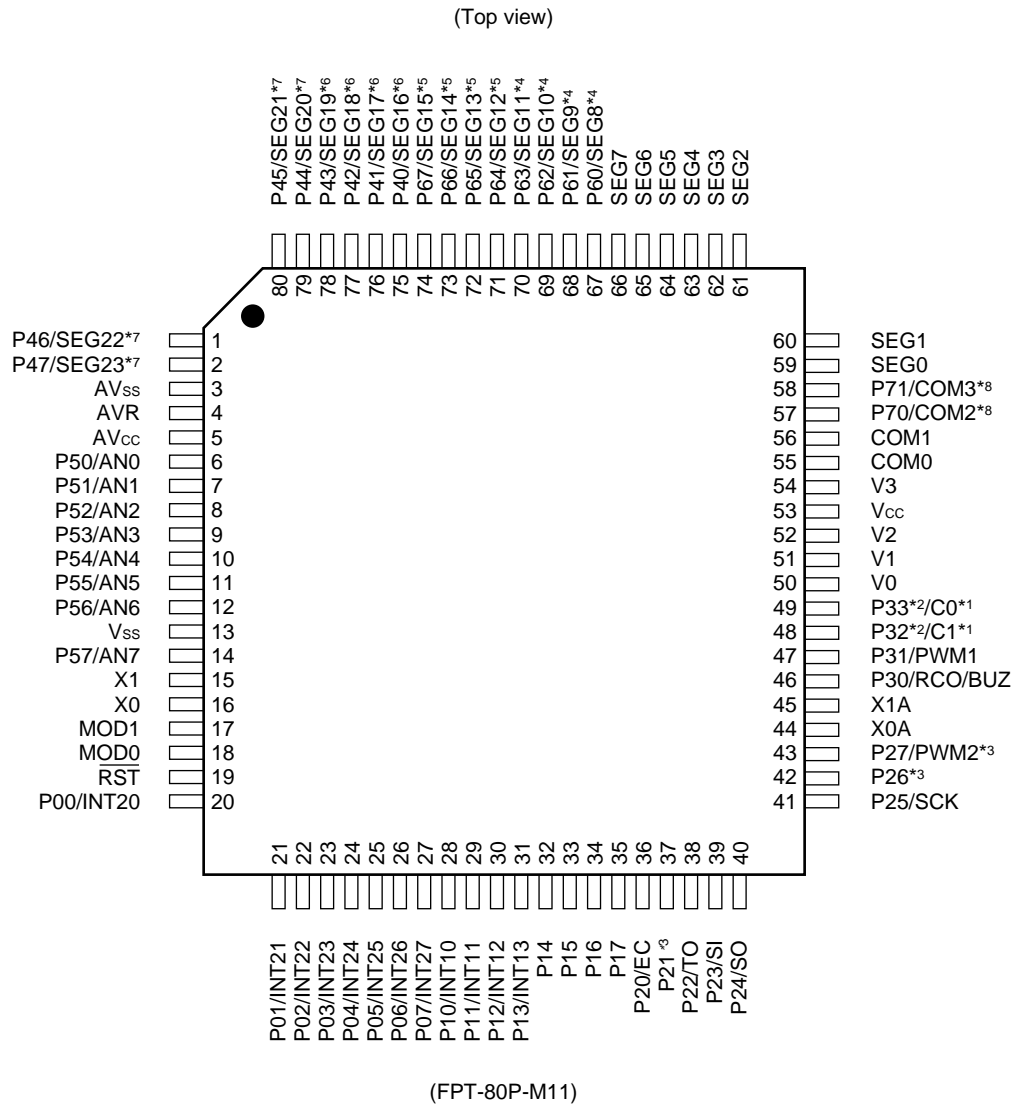 (Top view)
P45/SEG21*7
P44/SEG20*7
P43/SEG19*6
P42/SEG18*6
P41/SEG17*6
P40/SEG16*6
P67/SEG15*5
P66/SEG14*5
P65/SEG13*5
P64/SEG12*5
P63/SEG11*4
P62/SEG10*4
P61/SEG9*4
P60/SEG8*4
SEG7
SEG6
SEG5
SEG4
SEG3
SEG2
80
79
78
77
76
75
74
73
72
71
70
69
68
67
66
65
64
63
62
61
P46/SEG22*7 1
P47/SEG23*7 2
AVss 3
AVR 4
AVcc 5
P50/AN0 6
P51/AN1 7
P52/AN2 8
P53/AN3 9
P54/AN4 10
P55/AN5 11
P56/AN6 12
Vss 13
P57/AN7 14
X1 15
X0 16
MOD1 17
MOD0 18
RST 19
P00/INT20 20
60 SEG1
59 SEG0
58 P71/COM3*8
57 P70/COM2*8
56 COM1
55 COM0
54 V3
53 Vcc
52 V2
51 V1
50 V0
49 P33*2/C0*1
48 P32*2/C1*1
47 P31/PWM1
46 P30/RCO/BUZ
45 X1A
44 X0A
43 P27/PWM2*3
42 P26*3
41 P25/SCK
21
22
23
24
25
26
27
28
29
30
31
32
33
34
35
36
37
38
39
40
P01/INT21
P02/INT22
P03/INT23
P04/INT24
P05/INT25
P06/INT26
P07/INT27
P10/INT10
P11/INT11
P12/INT12
P13/INT13
P14
P15
P16
P17
P20/EC
P21*3
P22/TO
P23/SI
P24/SO
(FPT-80P-M11)